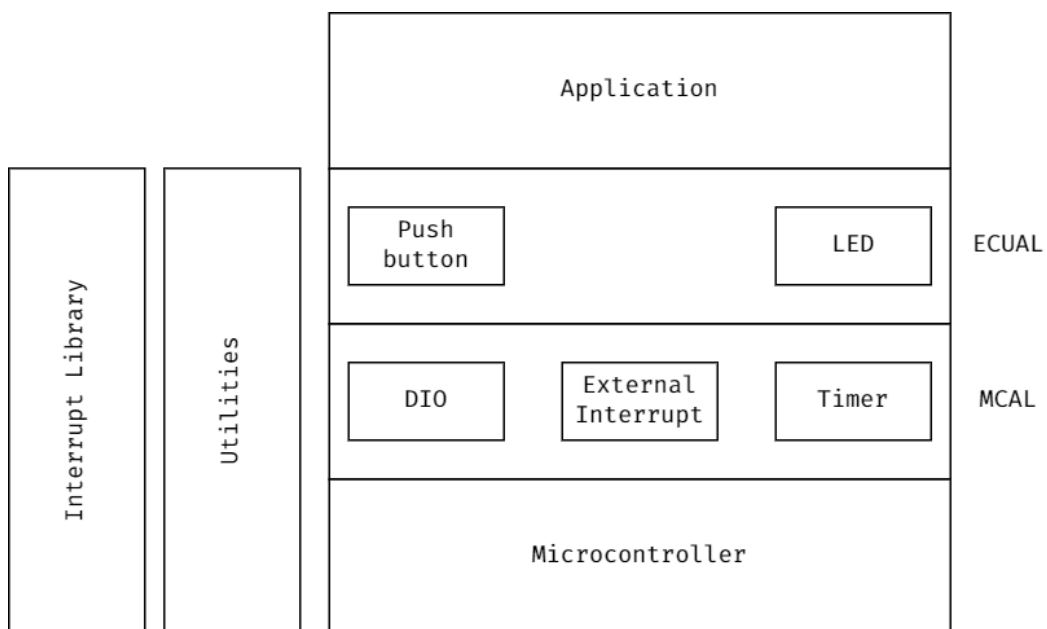 Application
Push
button
LED
ECUAL
Interrupt Library
Utilities
DIO
External
Interrupt
Timer
MCAL
Microcontroller